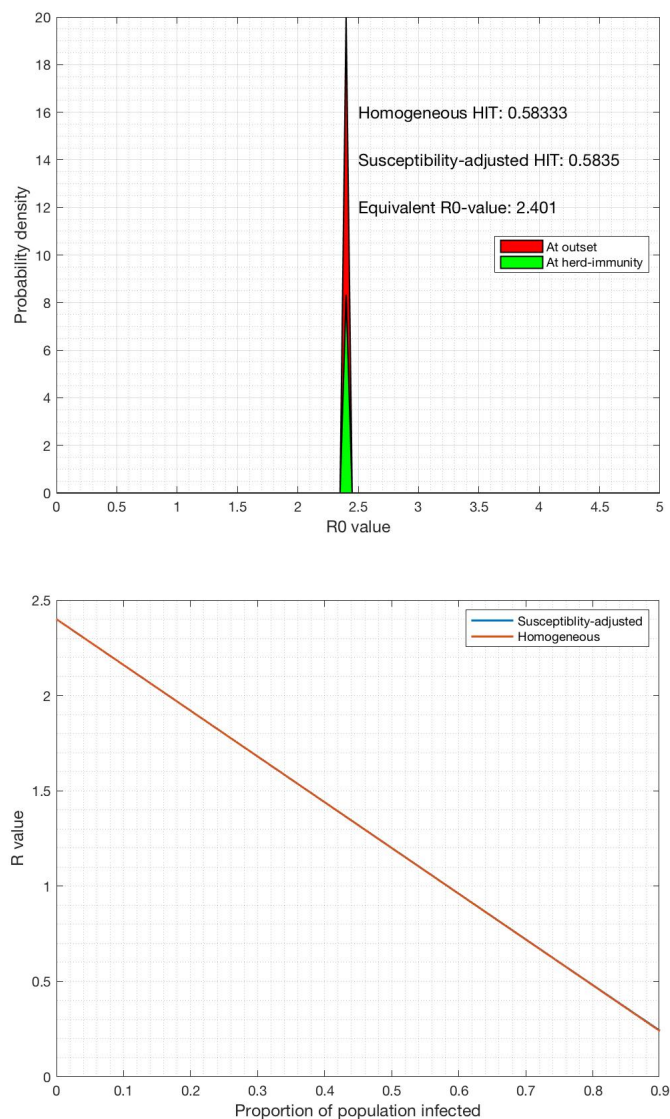 20
18
16
14
12
10
8
6
4
2
0
Probability density
Homogeneous HIT: 0.58333
Susceptibility-adjusted HIT: 0.5835
Equivalent R0-value: 2.401
At outset
At herd-immunity
0 0.5 1 1.5 2 2.5 3 3.5 4 4.5 5
R0 value
2.5
2
1.5
1
0.5
0
R value
Susceptiblity-adjusted
Homogeneous
0 0.1 0.2 0.3 0.4 0.5 0.6 0.7 0.8 0.9
Proportion of population infected